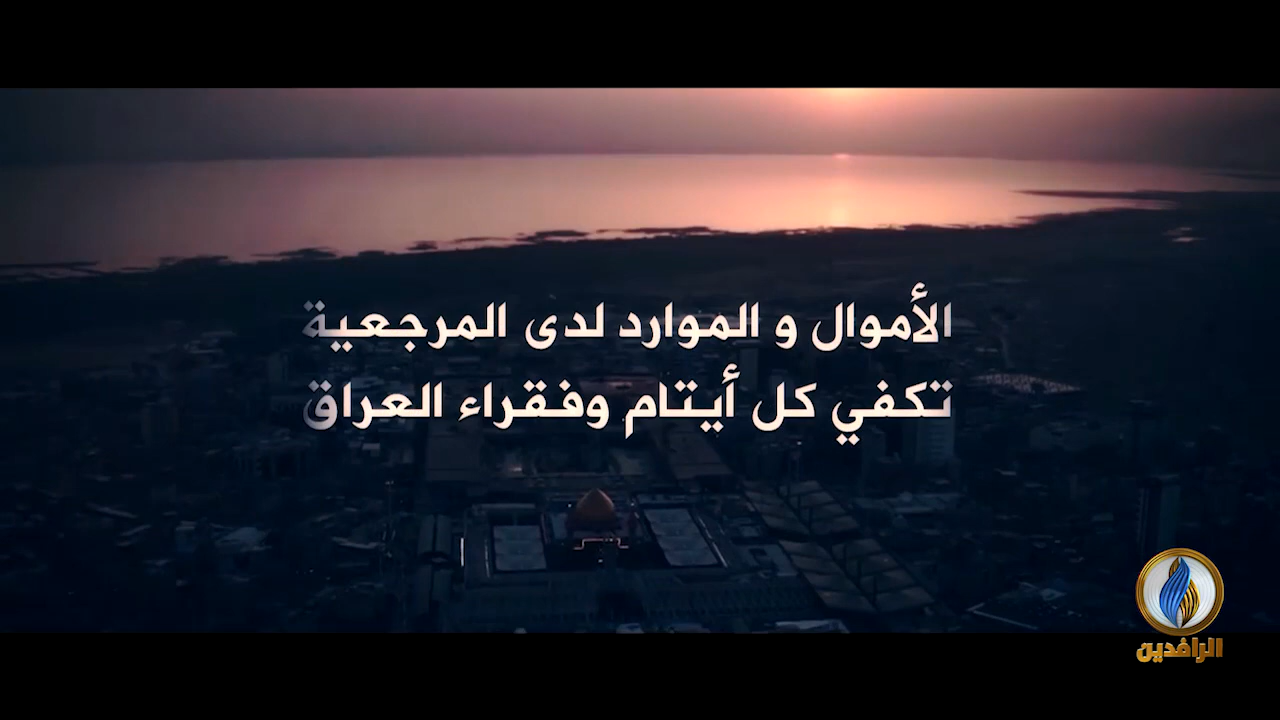 الأموال و الموارد لدى المرجعية
تكفي كل أيتام وفقراء العراق
الرافدين